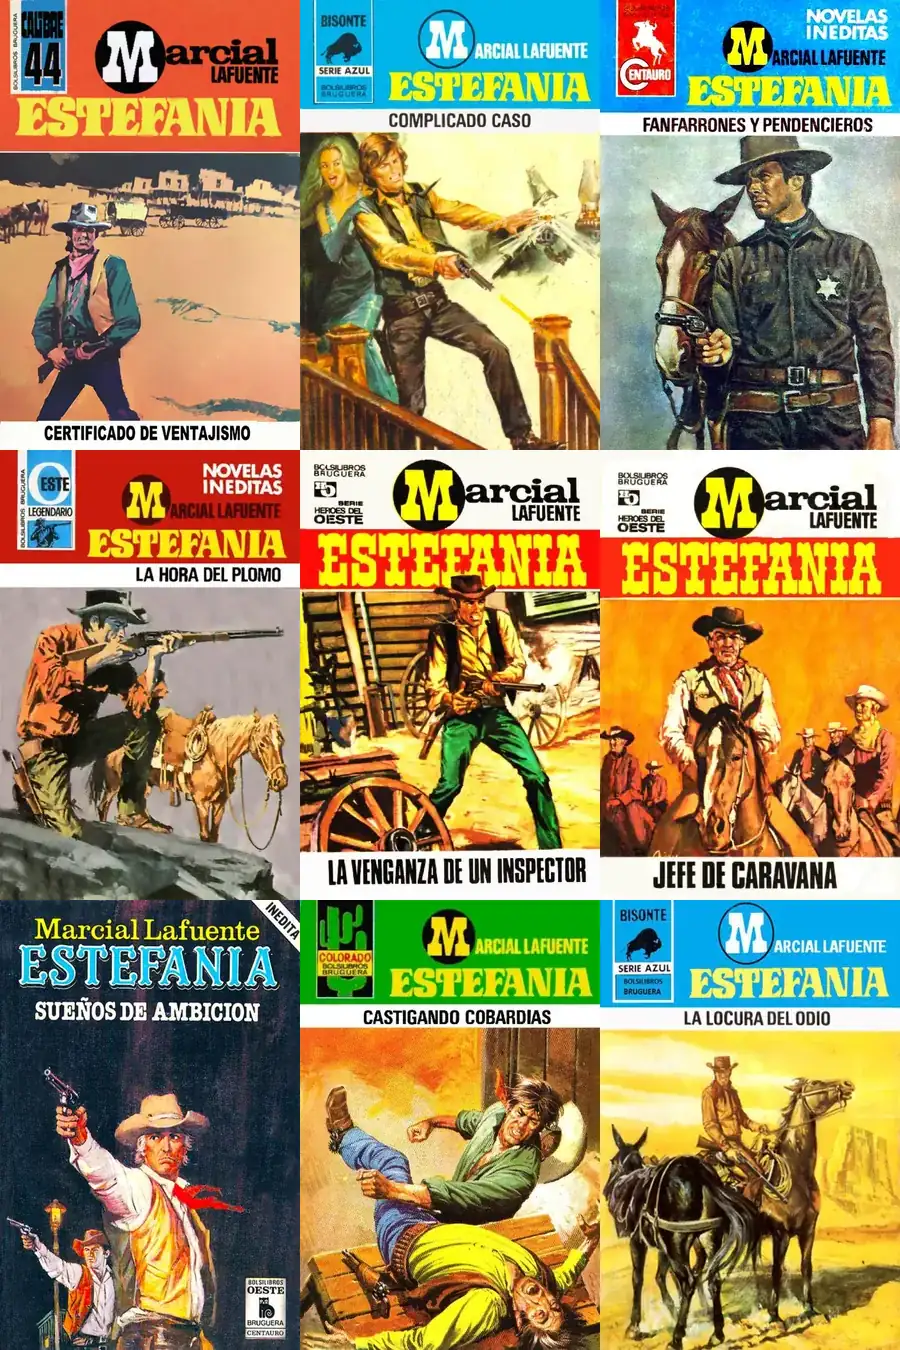 BOLSILIBROS BRUGUERA
CALIBRE
44
Marcial
LAFUENTE
ESTEFANIA
CERTIFICADO DE VENTAJISMO
BISONTE
SERIE AZUL
BOLSILIBROS
BRUGUERA
MARCIAL LAFUENTE
ESTEFANIA
COMPLICADO CASO
CENTAURO
NOVELAS
INEDITAS
MARCIAL LAFUENTE
ESTEFANIA
FANFARRONES Y PENDENCIEROS
BOLSILIBROS BRUGUERA
OESTE
LEGENDARIO
NOVELAS
INEDITAS
MARCIAL LAFUENTE
ESTEFANIA
LA HORA DEL PLOMO
BOLSILIBROS
BRUGUERA
SERIE
HEROES DEL
OESTE
Marcial
LAFUENTE
ESTEFANIA
LA VENGANZA DE UN INSPECTOR
BOLSILIBROS
BRUGUERA
SERIE
HEROES DEL
OESTE
Marcial
LAFUENTE
ESTEFANIA
JEFE DE CARAVANA
INEDITA
Marcial Lafuente
ESTEFANIA
SUEÑOS DE AMBICION
BOLSILIBROS
OESTE
BRUGUERA
CENTAURO
COLORADO
BOLSILIBROS
BRUGUERA
MARCIAL LAFUENTE
ESTEFANIA
CASTIGANDO COBARDIAS
BISONTE
SERIE AZUL
BOLSILIBROS
BRUGUERA
MARCIAL LAFUENTE
ESTEFANIA
LA LOCURA DEL ODIO